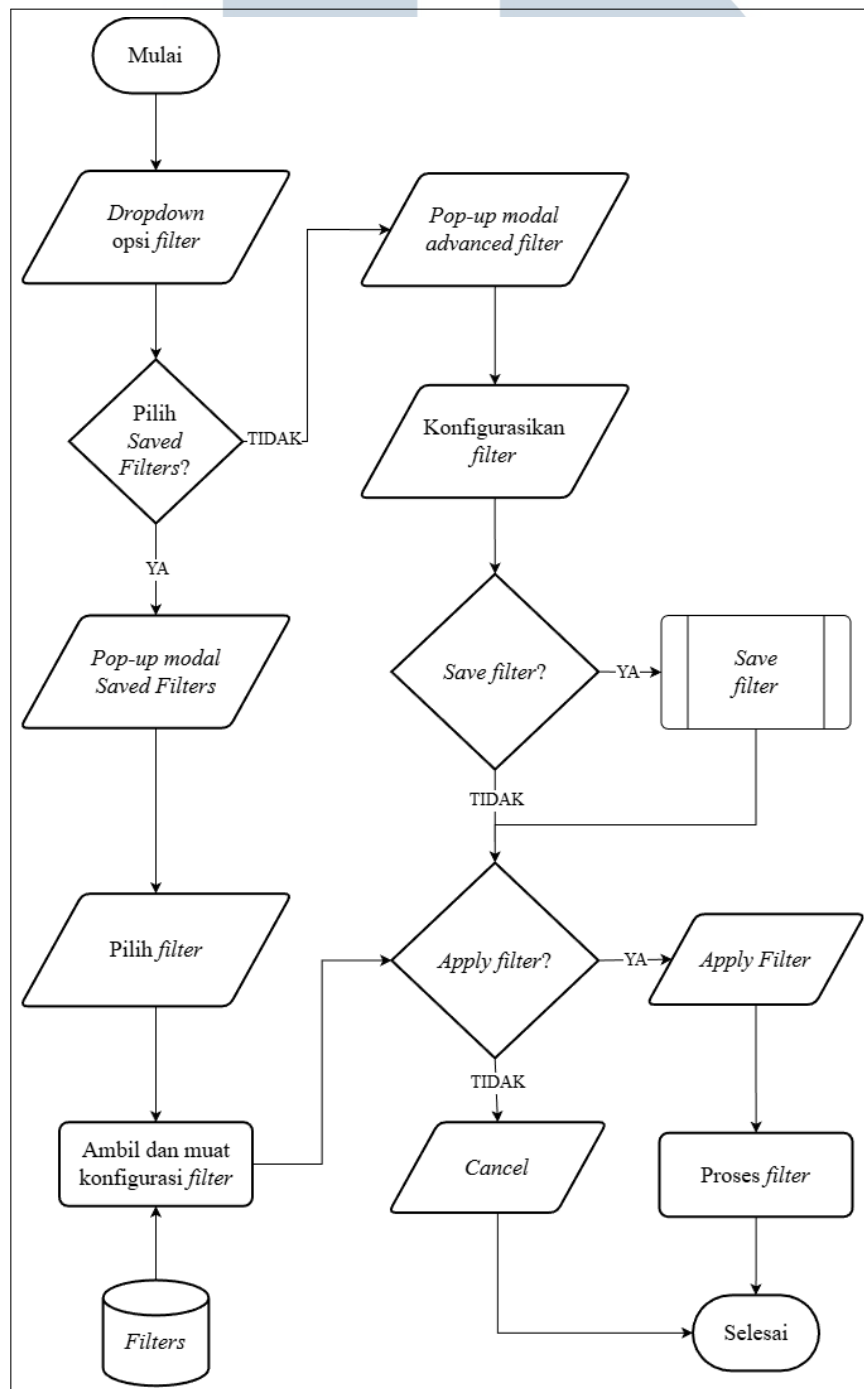 Mulai
Dropdown
opsi filter
Pop-up modal
advanced filter
Pilih
Saved
Filters?
TIDAK
Konfigurasikan
filter
YA
Pop-up modal
Saved Filters
Save filter?
YA
Save
filter
TIDAK
Pilih filter
Apply filter?
YA
Apply Filter
TIDAK
Ambil dan muat
konfigurasi filter
Cancel
Proses filter
Filters
Selesai